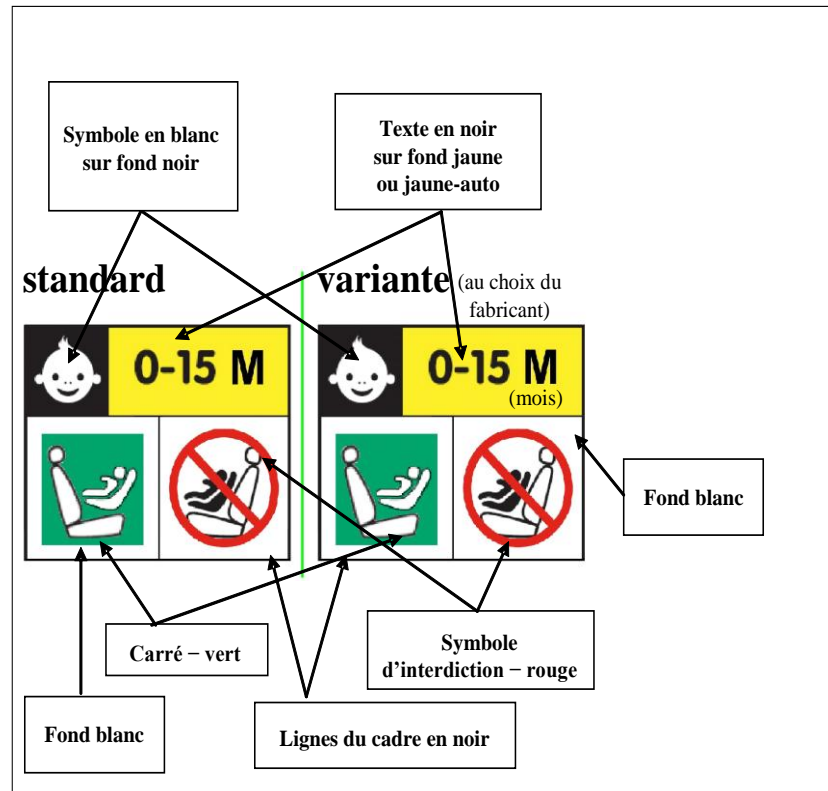 Symbole en blanc
sur fond noir
Texte en noir
sur fond jaune
ou jaune-auto
standard
variante (au choix du
fabricant)
0-15 M
0-15 M
(mois)
Fond blanc
Carré – vert
Symbole
d’interdiction – rouge
Fond blanc
Lignes du cadre en noir